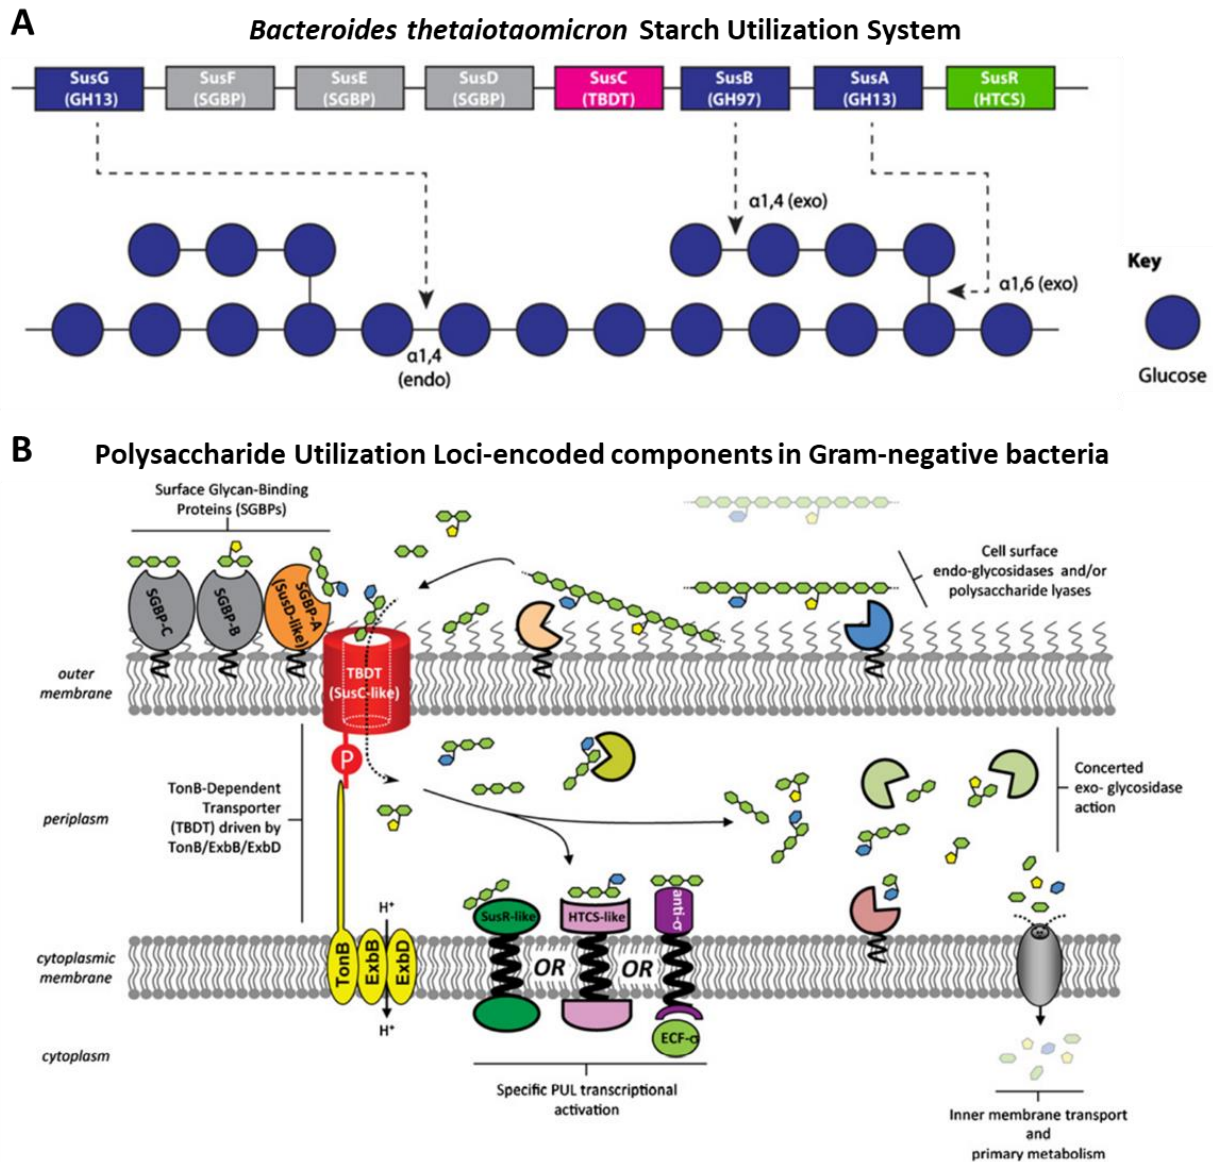 A
Bacteroides thetaiotaomicron Starch Utilization System
SusG
(GH13)
SusF
(SGBP)
SusE
(SGBP)
SusD
(SGBP)
SusC
(TBDT)
SusB
(GH97)
SusA
(GH13)
SusR
(HTCS)
α1,4 (exo)
α1,6 (exo)
α1,4
(endo)
Key
Glucose
B
Polysaccharide Utilization Loci-encoded components in Gram-negative bacteria
Surface Glycan-Binding
Proteins (SGBPs)
SGBP-C
SGBP-B
SGBP-A
(SusD-like)
Cell surface
endo-glycosidases and/or
polysaccharide lyases
TBDT
(SusC-like)
outer
membrane
P
TonB-Dependent
Transporter
(TBDT) driven by
TonB/ExbB/ExbD
periplasm
Concerted
exo- glycosidase
action
H⁺
SusR-like
HTCS-like
anti-σ
TonB
ExbB
ExbD
OR
OR
cytoplasmic
membrane
H⁺
ECF-σ
cytoplasm
Specific PUL transcriptional
activation
Inner membrane transport
and
primary metabolism